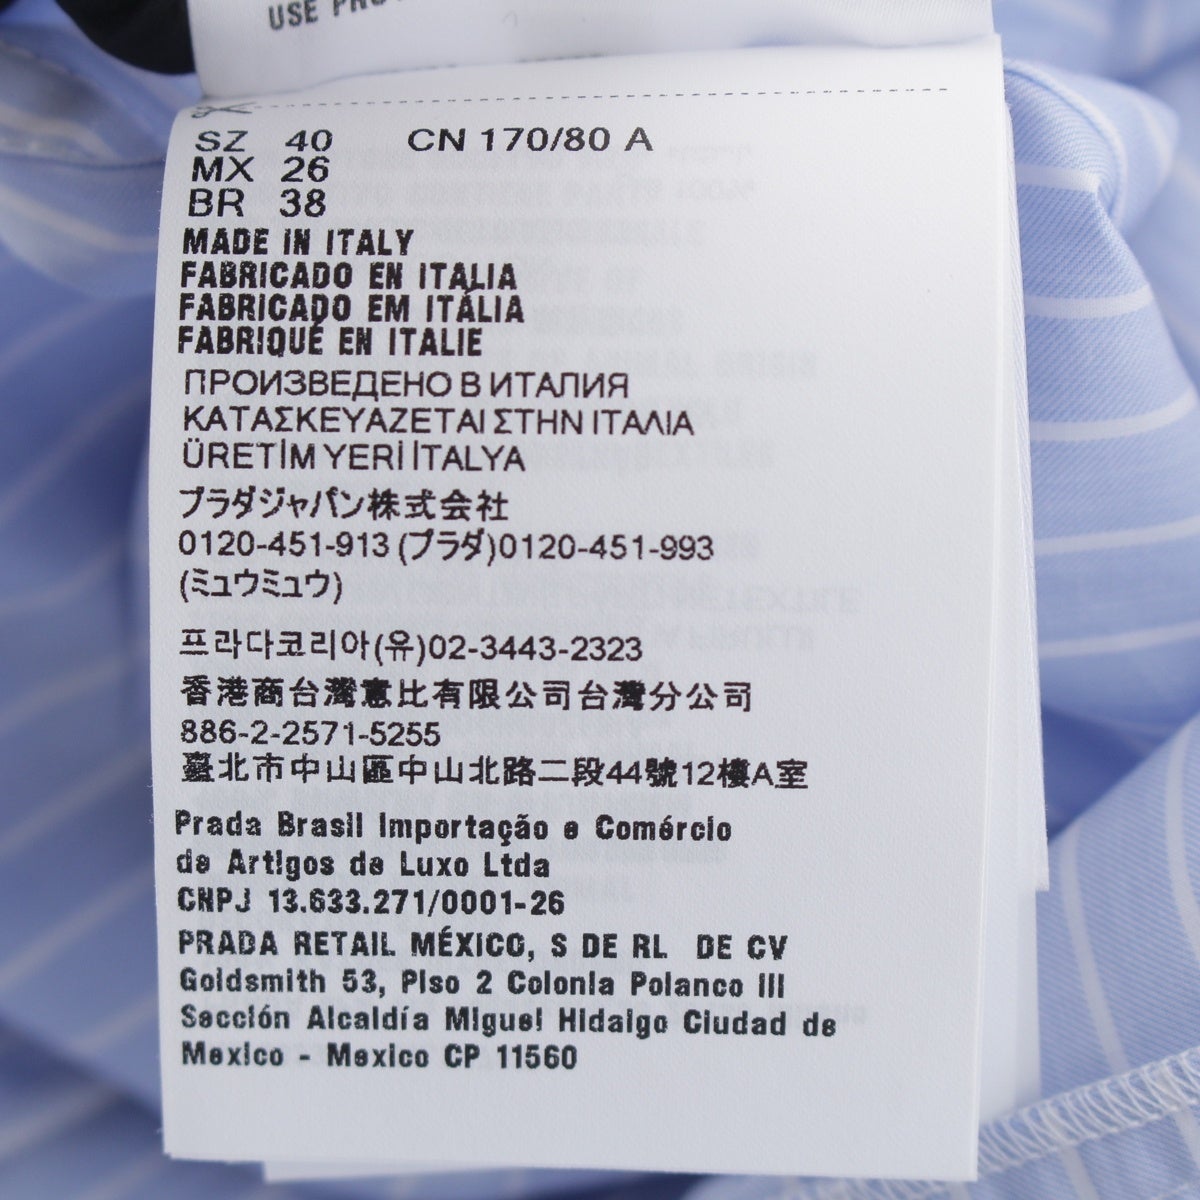 USE
SZ 40 CN 170/80 A
MX 26
BR 38
MADE IN ITALY
FABRICADO EN ITALIA
FABRICADO EM ITÁLIA
FABRIQUÉ EN ITALIE
ПРОИЗВЕДЕНО В ИТАЛИЯ
ΚΑΤΑΣΚΕΥΑΖΕΤΑΙ ΣΤΗΝ ΙΤΑΛΙΑ
ÜRETİM YERİ İTALYA
プラダジャパン株式会社
0120-451-913 (プラダ)0120-451-993
(ミュウミュウ)
프라다코리아(유)02-3443-2323
香港商台灣惠比有限公司台灣分公司
886-2-2571-5255
臺北市中山區中山北路二段44號12樓A室
Prada Brasil Importação e Comércio
de Artigos de Luxo Ltda
CNPJ 13.633.271/0001-26
PRADA RETAIL MÉXICO, S DE RL DE CV
Goldsmith 53, Piso 2 Colonia Polanco III
Sección Alcaldía Miguel Hidalgo Ciudad de
Mexico - Mexico CP 11560